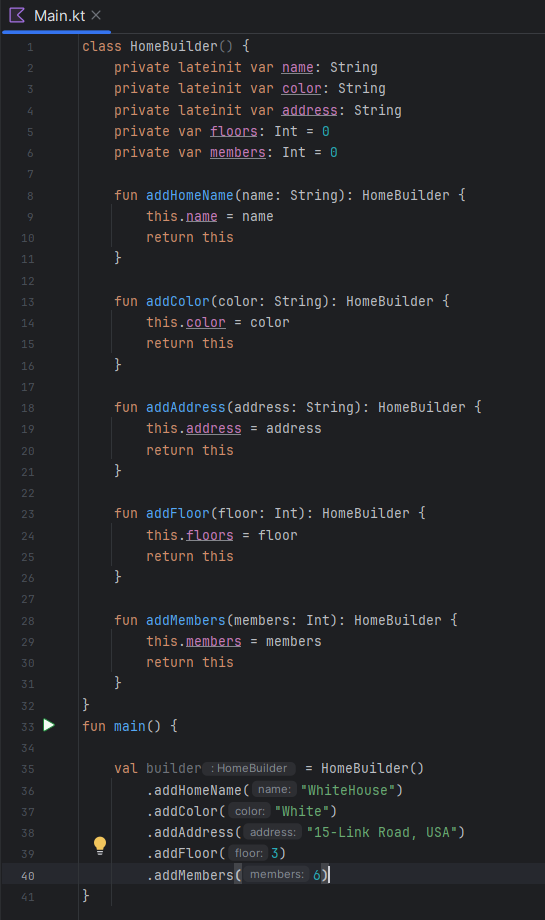 Main.kt
1 class HomeBuilder() {
2 private lateinit var name: String
3 private lateinit var color: String
4 private lateinit var address: String
5 private var floors: Int = 0
6 private var members: Int = 0
7
8 fun addHomeName(name: String): HomeBuilder {
9 this.name = name
10 return this
11 }
12
13 fun addColor(color: String): HomeBuilder {
14 this.color = color
15 return this
16 }
17
18 fun addAddress(address: String): HomeBuilder {
19 this.address = address
20 return this
21 }
22
23 fun addFloor(floor: Int): HomeBuilder {
24 this.floors = floor
25 return this
26 }
27
28 fun addMembers(members: Int): HomeBuilder {
29 this.members = members
30 return this
31 }
32 }
33 fun main() {
34
35 val builder : HomeBuilder = HomeBuilder()
36 .addHomeName( name: "WhiteHouse")
37 .addColor( color: "White")
38 .addAddress( address: "15-Link Road, USA")
39 .addFloor( floor: 3)
40 .addMembers( members: 6)
41 }